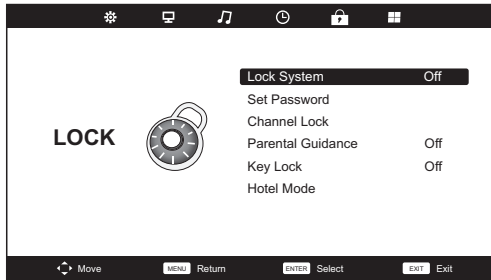 LOCK
Lock System Off
Set Password
Channel Lock
Parental Guidance Off
Key Lock Off
Hotel Mode
Move MENU Return ENTER Select EXIT Exit